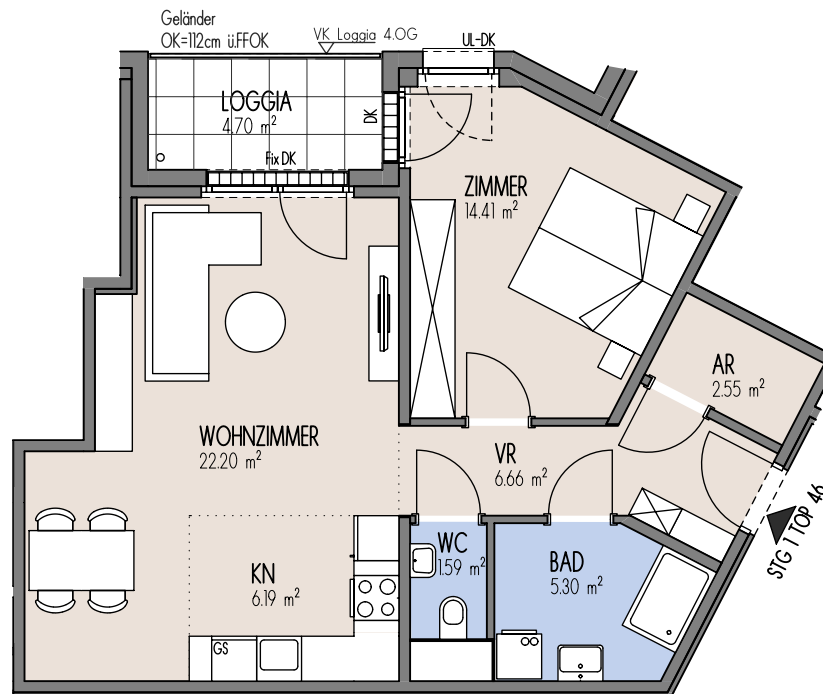 Geländer
OK=112cm ü.FFOK
VK Loggia 4.OG
UL-DK
LOGGIA
4.70 m²
DK
Fix DK
ZIMMER
14.41 m²
AR
2.55 m²
WOHNZIMMER
22.20 m²
VR
6.66 m²
STG 1 TOP 46
WC
1.59 m²
BAD
5.30 m²
KN
6.19 m²
GS